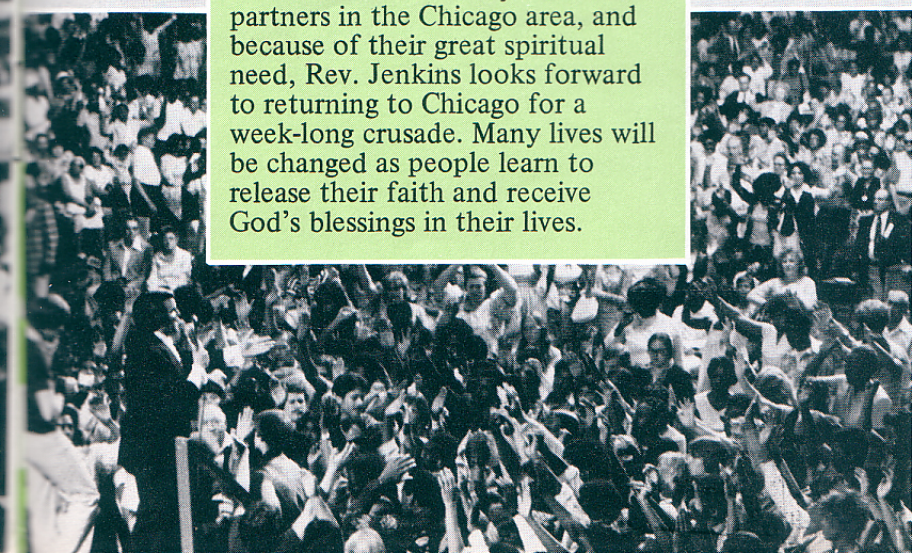 partners in the Chicago area, and
because of their great spiritual
need, Rev. Jenkins looks forward
to returning to Chicago for a
week-long crusade. Many lives will
be changed as people learn to
release their faith and receive
God's blessings in their lives.